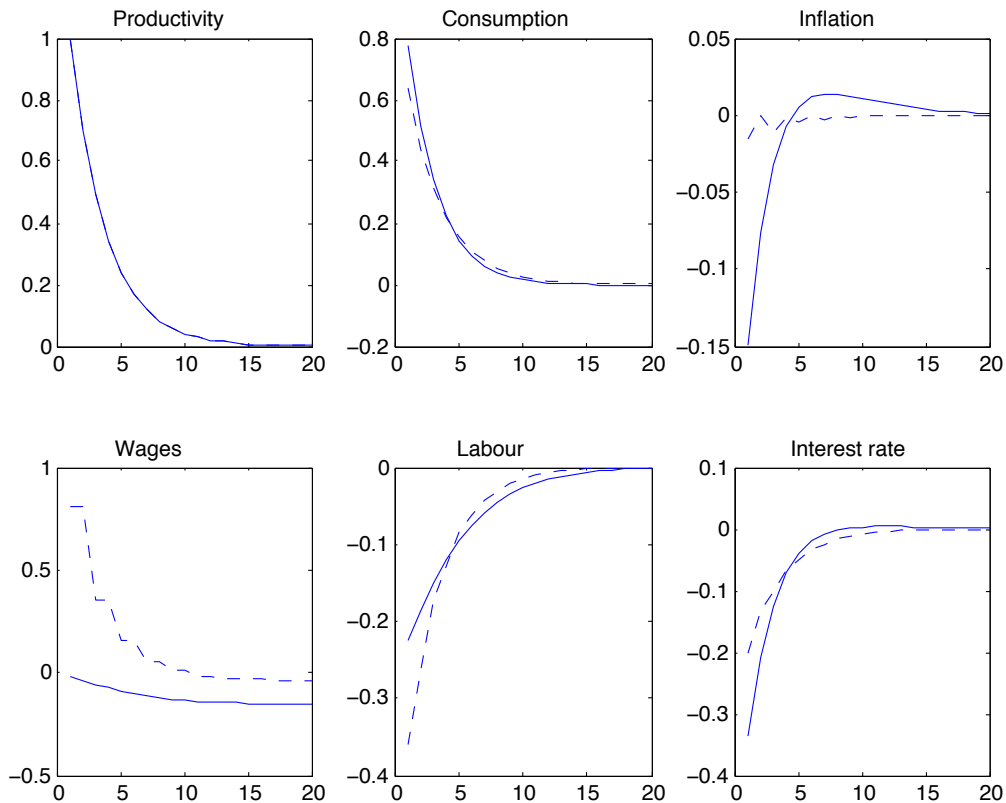 Productivity Consumption Inflation
1 0.8 0.05
0.8 0.6 0
0.6 0.4 −0.05
0.4 0.2 −0.1
0.2 0
0 −0.2 −0.15
0 5 10 15 20 0 5 10 15 20 0 5 10 15 20
Wages Labour Interest rate
1 0 0.1
0.5 −0.1 0
−0.1
−0.2
0 −0.3 −0.2
−0.3
−0.5 −0.4 −0.4
0 5 10 15 20 0 5 10 15 20 0 5 10 15 20